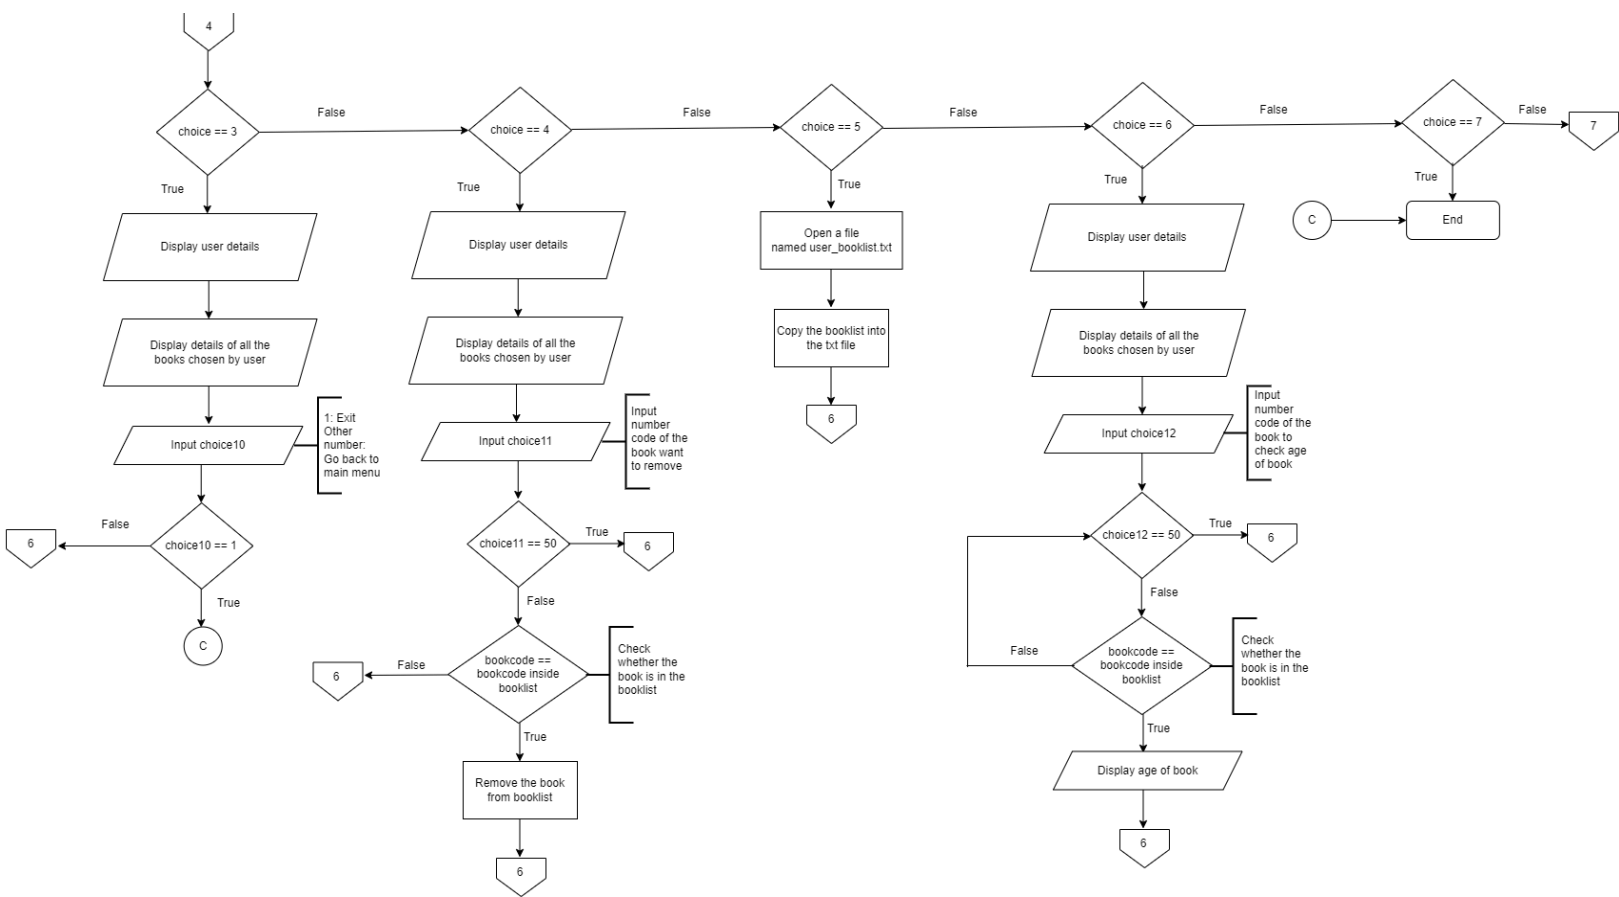 4
choice == 3
False
choice == 4
False
choice == 5
False
choice == 6
False
choice == 7
False
7
True
True
True
True
True
Display user details
Display user details
Open a file
named user_booklist.txt
Display user details
C
End
Display details of all the
books chosen by user
Display details of all the
books chosen by user
Copy the booklist into
the txt file
Display details of all the
books chosen by user
Input choice10
1: Exit
Other
number:
Go back to
main menu
Input choice11
Input
number
code of the
book want
to remove
6
Input choice12
Input
number
code of the
book to
check age
of book
6
False
choice10 == 1
True
C
choice11 == 50
True
6
False
choice12 == 50
True
6
False
6
False
bookcode ==
bookcode inside
booklist
Check
whether the
book is in the
booklist
True
Remove the book
from booklist
6
False
bookcode ==
bookcode inside
booklist
Check
whether the
book is in the
booklist
True
Display age of book
6